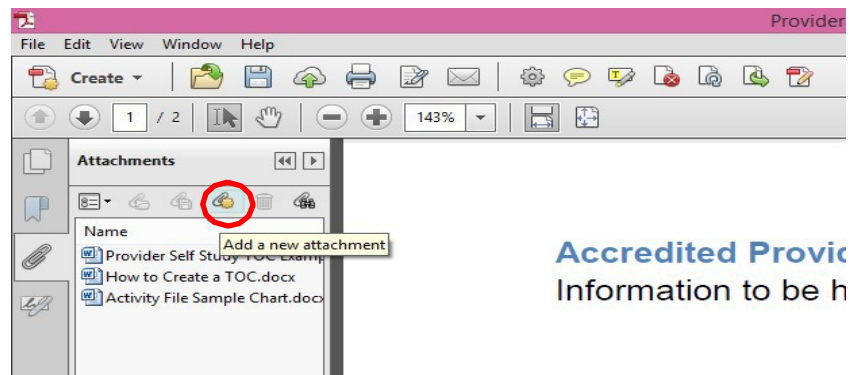 Provider
File Edit View Window Help
Create
1 / 2 143%
Attachments
Name
Add a new attachment
Provider Self Study TOC Examp
How to Create a TOC.docx
Activity File Sample Chart.docx
Accredited Provid
Information to be h